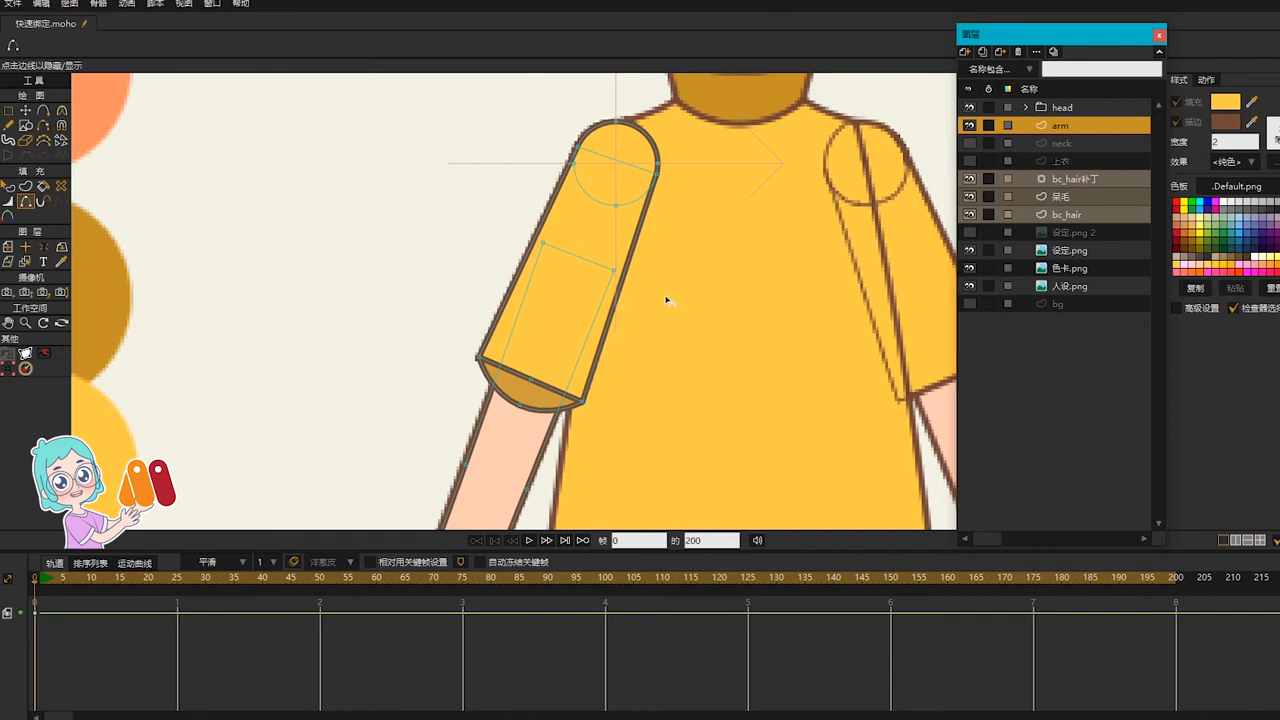 文件 编辑 绘图 骨骼 动画 脚本 视图 窗口 帮助
快速绑定.moho
点击边线以隐藏/显示
工具
绘 图
填 充
图 层
摄像机
工作空间
其他
图层
名称包含...
名称
head
arm
neck
上衣
bc_hair补丁
呆毛
bc_hair
设定.png 2
设定.png
色卡.png
人设.png
bg
样式 动作
填充
描边
宽度 2
效果 <纯色>
色板 .Default.png
复制 粘贴
高级设置
帧 0 的 200
轨道 排序列表 运动曲线 平滑 1 洋葱皮 相对用关键帧设置 自动冻结关键帧
0 5 10 15 20 25 30 35 40 45 50 55 60 65 70 75 80 85 90 95 100 105 110 115 120 125 130 135 140 145 150 155 160 165 170 175 180 185 190 195 200 205 210 215
0 1 2 3 4 5 6 7 8